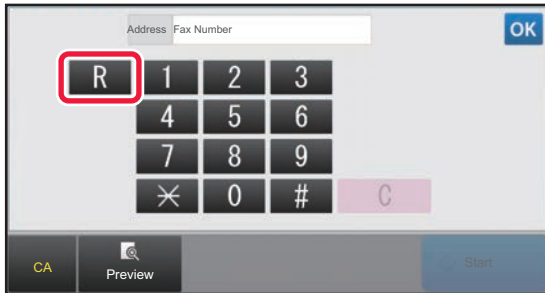 Address Fax Number OK
R 1 2 3
4 5 6
7 8 9
* 0 # C
CA Preview Start